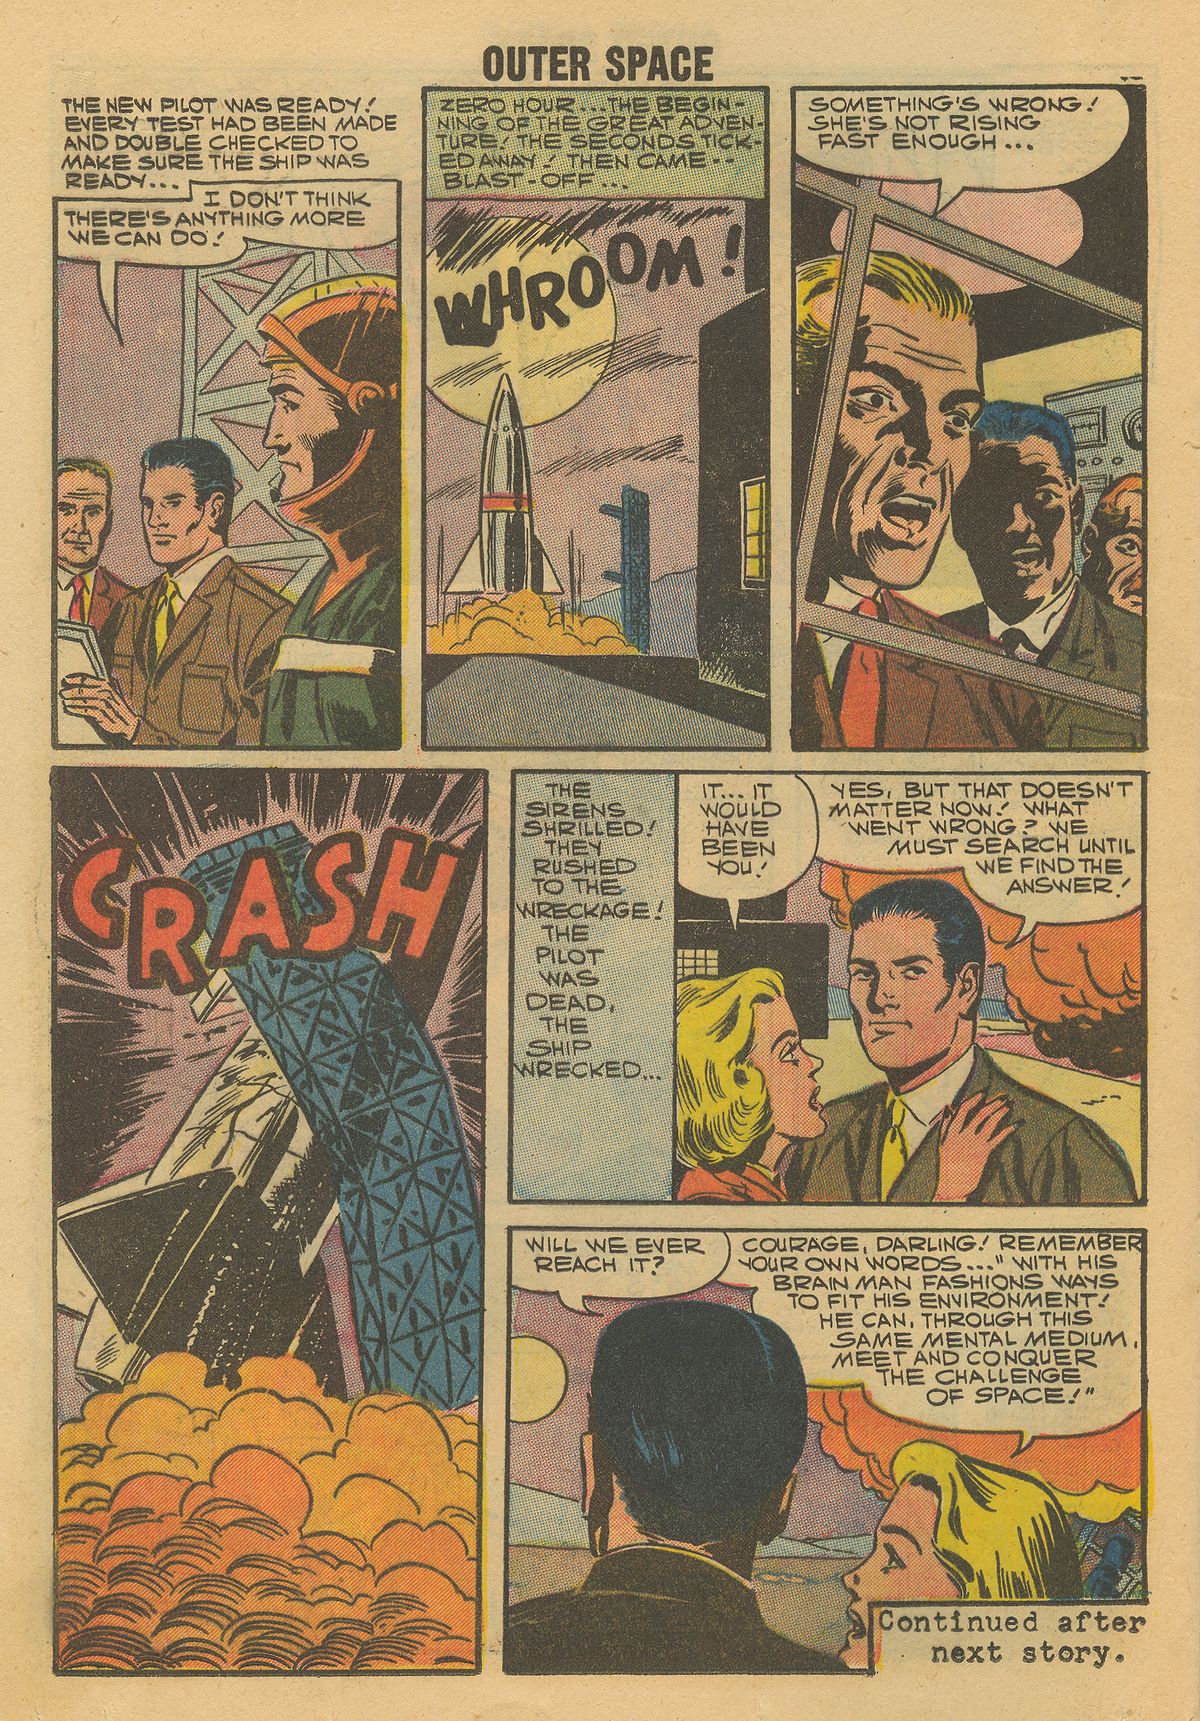 OUTER SPACE
THE NEW PILOT WAS READY!
EVERY TEST HAD BEEN MADE
AND DOUBLE CHECKED TO
MAKE SURE THE SHIP WAS
READY...
I DON'T THINK
THERE'S ANYTHING MORE
WE CAN DO!
ZERO HOUR... THE BEGIN-
NING OF THE GREAT ADVEN-
TURE! THE SECONDS TICK-
ED AWAY! THEN CAME--
BLAST-OFF...
WHROOM!
SOMETHING'S WRONG!
SHE'S NOT RISING
FAST ENOUGH...
CRASH
THE
SIRENS
SHRILLED!
THEY
RUSHED
TO THE
WRECKAGE!
THE
PILOT
WAS
DEAD,
THE
SHIP
WRECKED...
IT... IT
WOULD
HAVE
BEEN
YOU!
YES, BUT THAT DOESN'T
MATTER NOW! WHAT
WENT WRONG? WE
MUST SEARCH UNTIL
WE FIND THE
ANSWER!
WILL WE EVER
REACH IT?
COURAGE, DARLING! REMEMBER
YOUR OWN WORDS..." WITH HIS
BRAIN MAN FASHIONS WAYS
TO FIT HIS ENVIRONMENT!
HE CAN, THROUGH THIS
SAME MENTAL MEDIUM,
MEET AND CONQUER
THE CHALLENGE
OF SPACE!"
Continued after
next story.